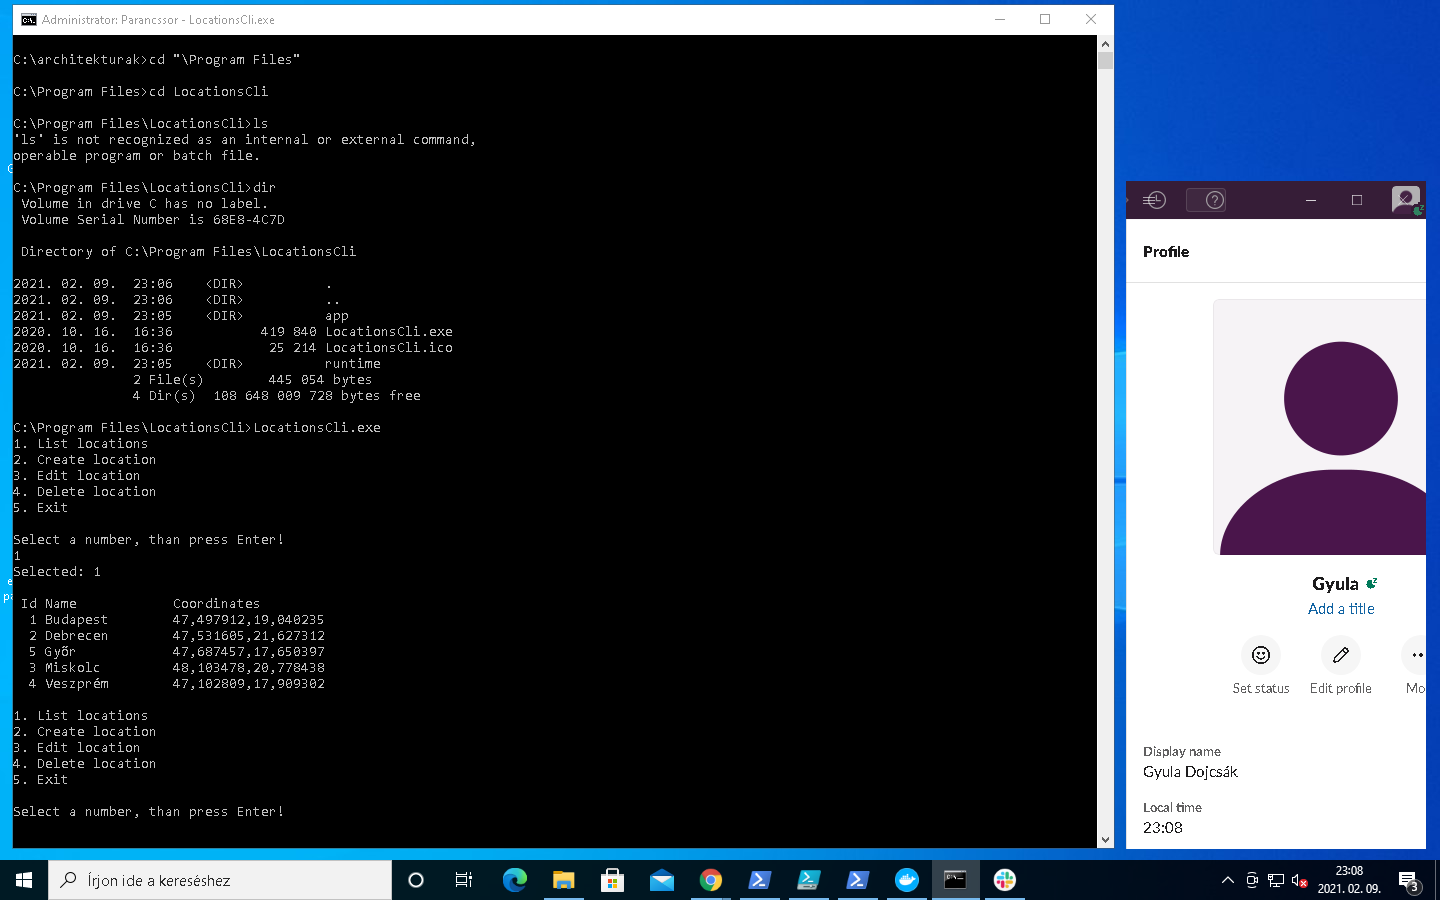 Administrator: Parancssor - LocationsCli.exe
C:\architekturak>cd "\Program Files"
C:\Program Files>cd LocationsCli
C:\Program Files\LocationsCli>ls
'ls' is not recognized as an internal or external command,
operable program or batch file.
C:\Program Files\LocationsCli>dir
Volume in drive C has no label.
Volume Serial Number is 68E8-4C7D
Directory of C:\Program Files\LocationsCli
2021. 02. 09.  23:06    <DIR>          .
2021. 02. 09.  23:06    <DIR>          ..
2021. 02. 09.  23:05    <DIR>          app
2020. 10. 16.  16:36           419 840 LocationsCli.exe
2020. 10. 16.  16:36            25 214 LocationsCli.ico
2021. 02. 09.  23:05    <DIR>          runtime
2 File(s)        445 054 bytes
4 Dir(s)  108 648 009 728 bytes free
C:\Program Files\LocationsCli>LocationsCli.exe
1. List locations
2. Create location
3. Edit location
4. Delete location
5. Exit
Select a number, than press Enter!
1
Selected: 1
Id Name            Coordinates
1 Budapest        47,497912,19,040235
2 Debrecen        47,531605,21,627312
5 Győr            47,687457,17,650397
3 Miskolc         48,103478,20,778438
4 Veszprém        47,102809,17,909302
1. List locations
2. Create location
3. Edit location
4. Delete location
5. Exit
Select a number, than press Enter!
Profile
Gyula
Add a title
Set status
Edit profile
Mo
Display name
Gyula Dojcsák
Local time
23:08
Írjon ide a kereséshez
23:08
2021. 02. 09.
3